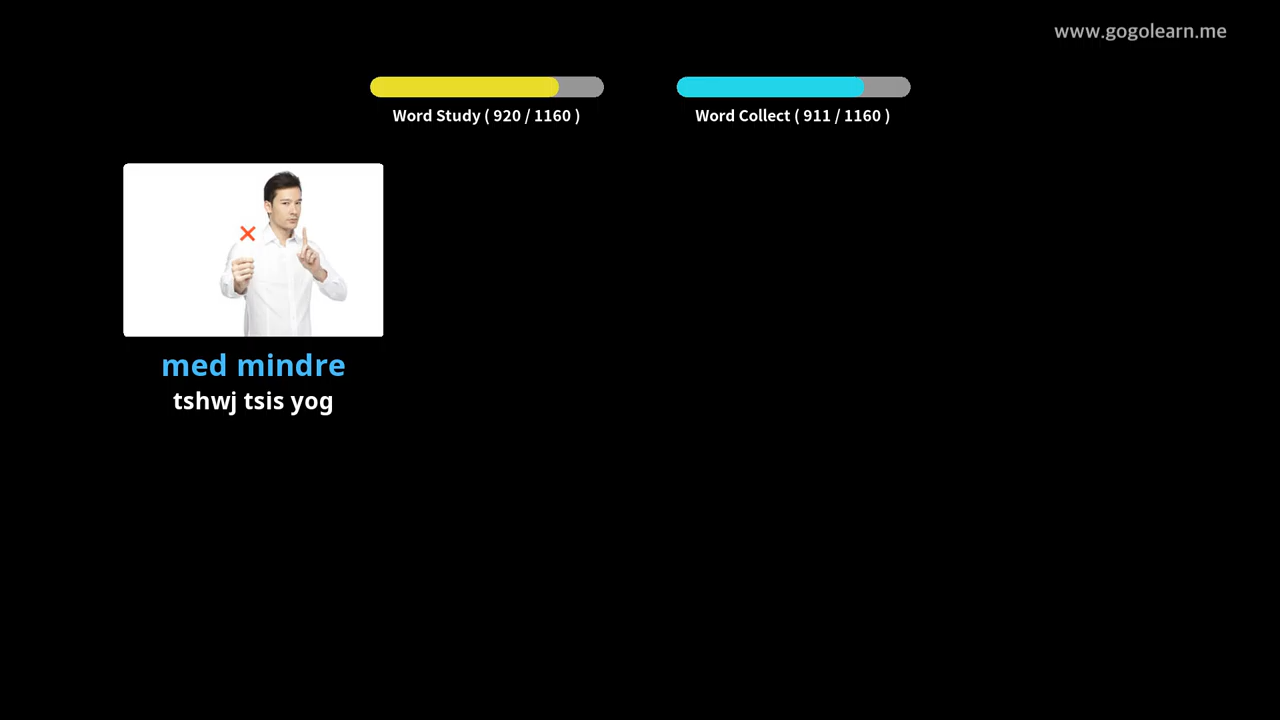 www.gogolearn.me
Word Study ( 920 / 1160 )
Word Collect ( 911 / 1160 )
med mindre
tshwj tsis yog